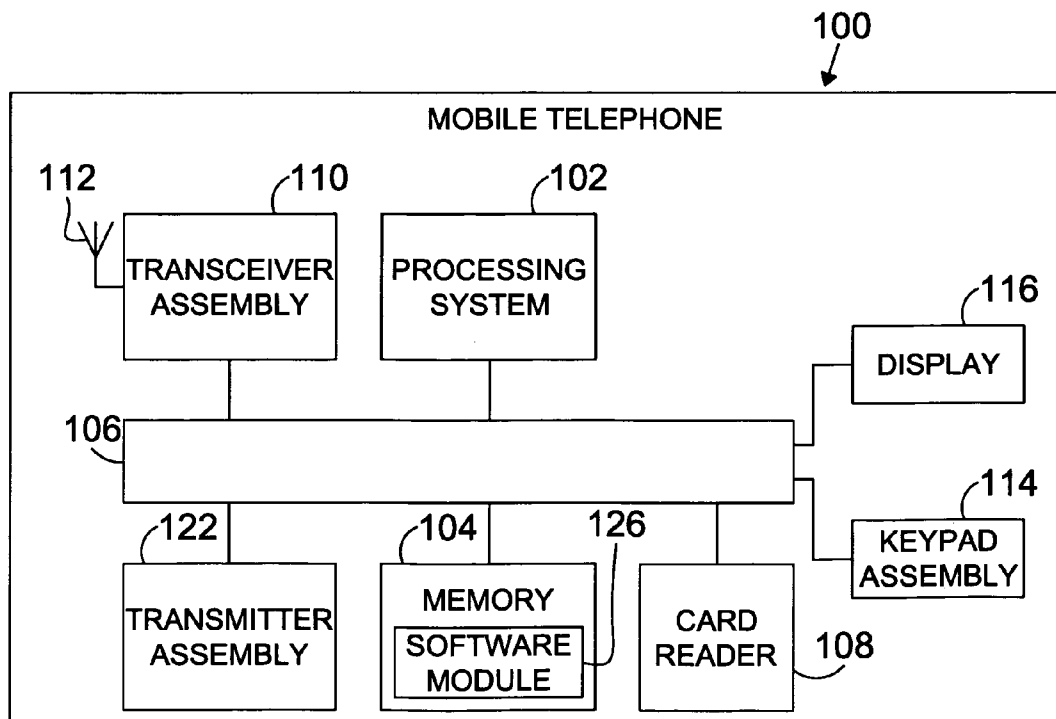 100
MOBILE TELEPHONE
112
110
102
TRANSCEIVER
ASSEMBLY
PROCESSING
SYSTEM
116
DISPLAY
106
114
KEYPAD
ASSEMBLY
122
104
126
TRANSMITTER
ASSEMBLY
MEMORY
SOFTWARE
MODULE
CARD
READER
108